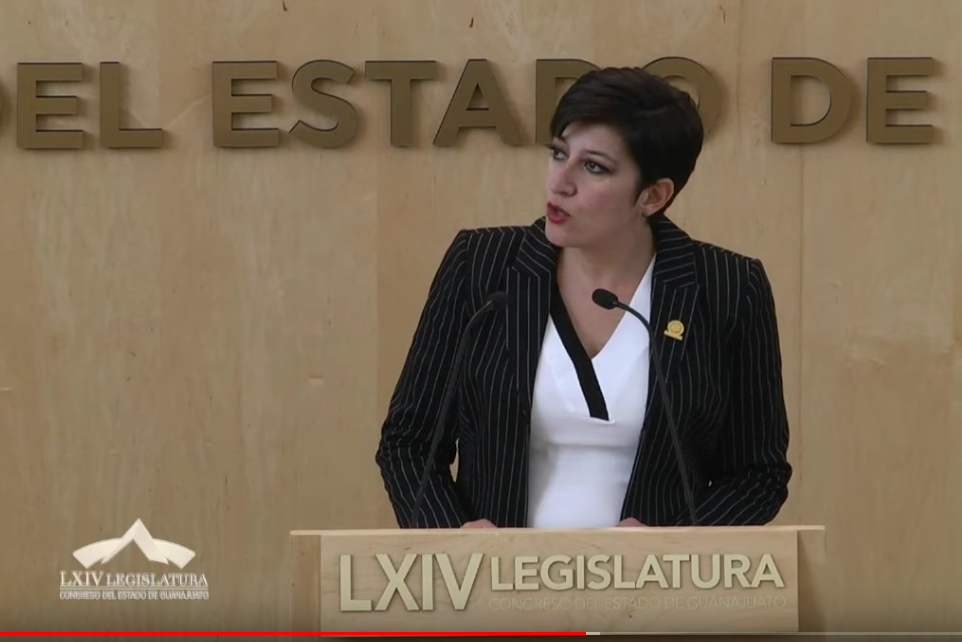 DEL ESTADO DE
LXIV LEGISLATURA
CONGRESO DEL ESTADO DE GUANAJUATO
LXIV LEGISLATURA
CONGRESO DEL ESTADO DE GUANAJUATO